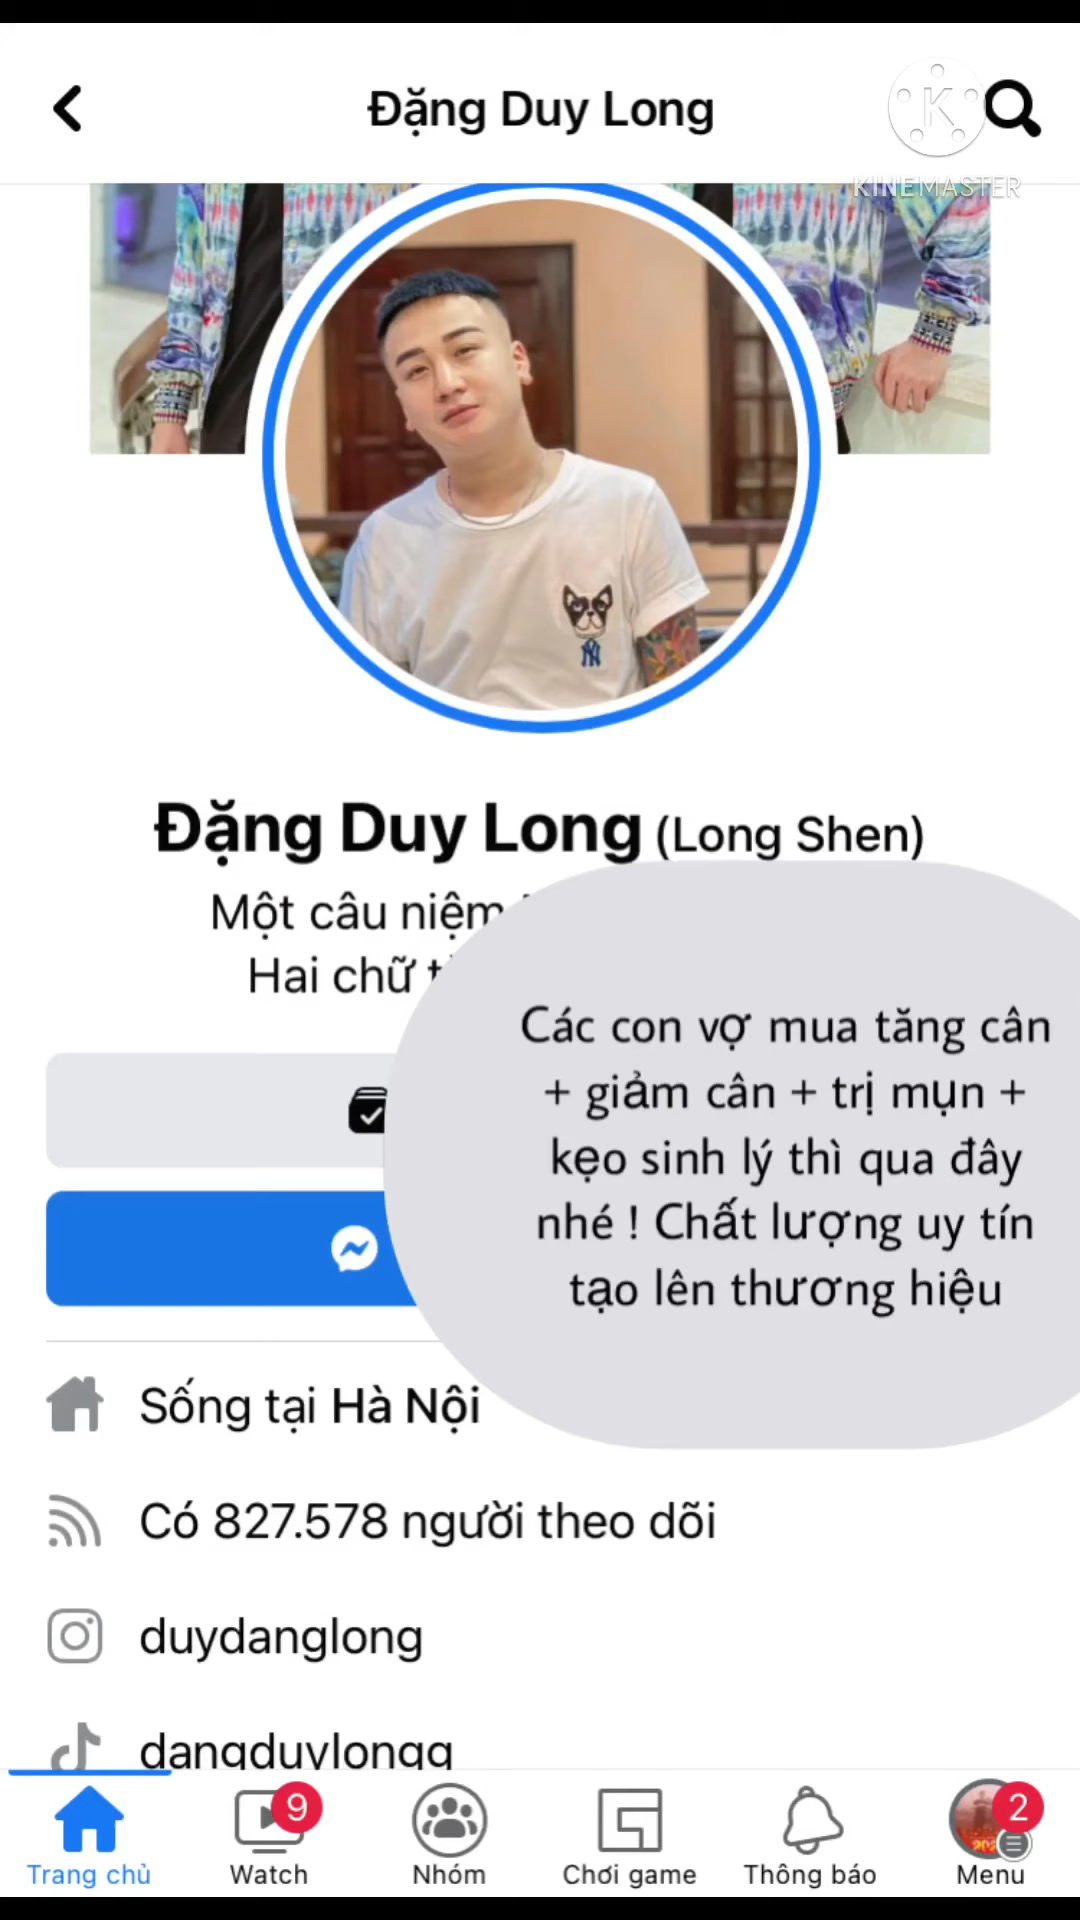 Đặng Duy Long
KINEMASTER
Đặng Duy Long (Long Shen)
Một câu niệm
Hai chữ
Các con vợ mua tăng cân
+ giảm cân + trị mụn +
kẹo sinh lý thì qua đây
nhé ! Chất lượng uy tín
tạo lên thương hiệu
Sống tại Hà Nội
Có 827.578 người theo dõi
duydanglong
dangduylongg
9
2
Trang chủ
Watch
Nhóm
Chơi game
Thông báo
Menu